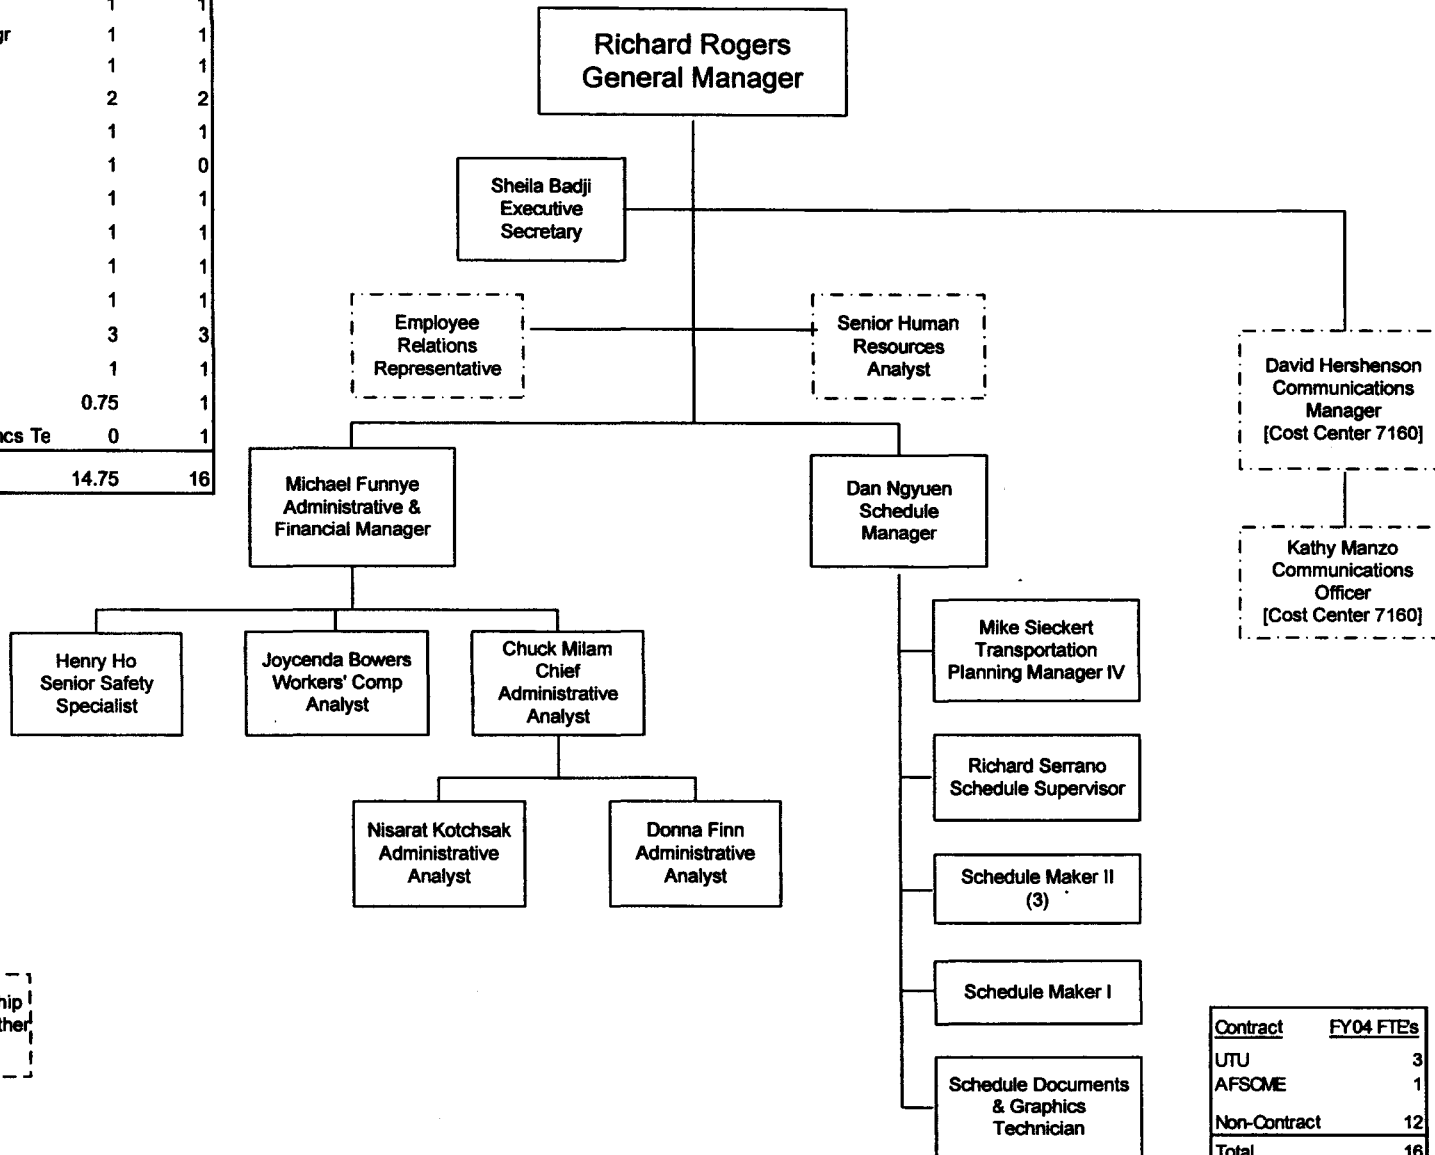 1 1
gr 1 1
1 1
2 2
1 1
1 0
1 1
1 1
1 1
1 1
3 3
1 1
0.75 1
ncs Te 0 1
14.75 16
Richard Rogers
General Manager
Sheila Badji
Executive
Secretary
Employee
Relations
Representative
Senior Human
Resources
Analyst
David Hershenson
Communications
Manager
[Cost Center 7160]
Kathy Manzo
Communications
Officer
[Cost Center 7160]
Michael Funnye
Administrative &
Financial Manager
Dan Ngyuen
Schedule
Manager
Henry Ho
Senior Safety
Specialist
Joycenda Bowers
Workers' Comp
Analyst
Chuck Milam
Chief
Administrative
Analyst
Nisarat Kotchsak
Administrative
Analyst
Donna Finn
Administrative
Analyst
Mike Sieckert
Transportation
Planning Manager IV
Richard Serrano
Schedule Supervisor
Schedule Maker II
(3)
Schedule Maker I
Schedule Documents
& Graphics
Technician
hip
ther
Contract FY04 FTE's
UTU 3
AFSCME 1
Non-Contract 12
Total 16